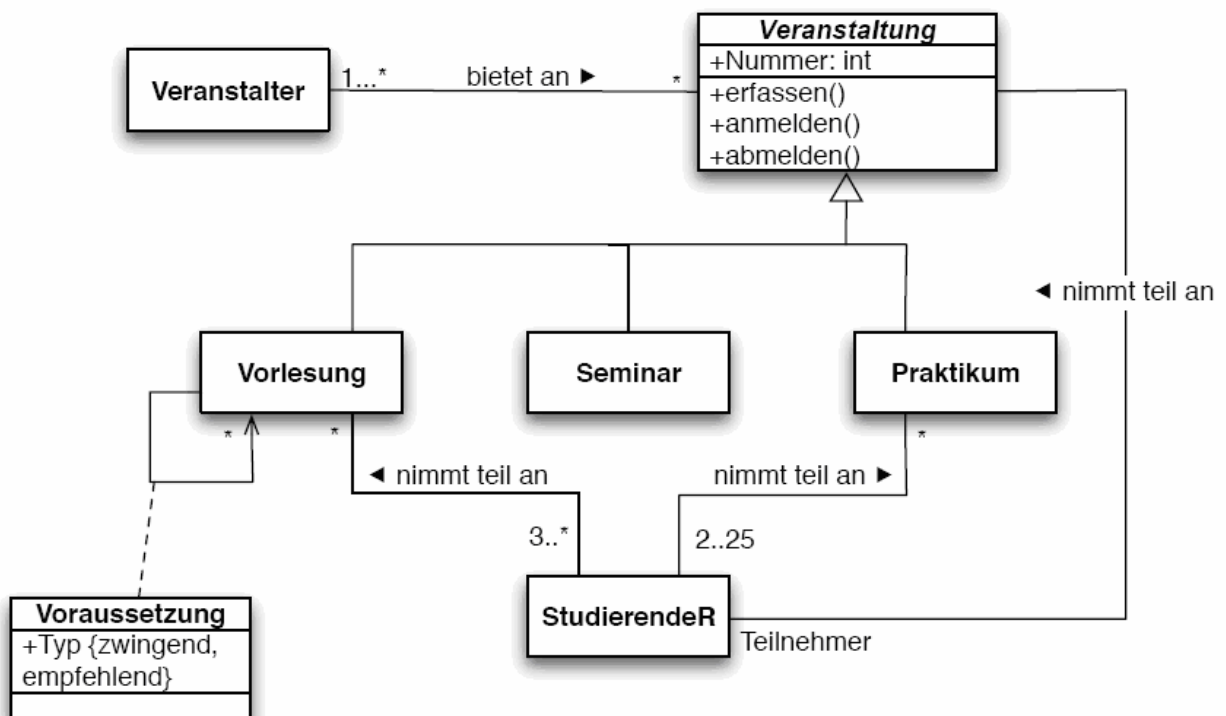 Veranstaltung
+Nummer: int
+erfassen()
+anmelden()
+abmelden()
Veranstalter
1...*
bietet an ►
*
◄ nimmt teil an
Vorlesung
Seminar
Praktikum
*
*
*
◄ nimmt teil an
nimmt teil an ►
3..*
2..25
StudierendeR
Teilnehmer
Voraussetzung
+Typ {zwingend,
empfehlend}